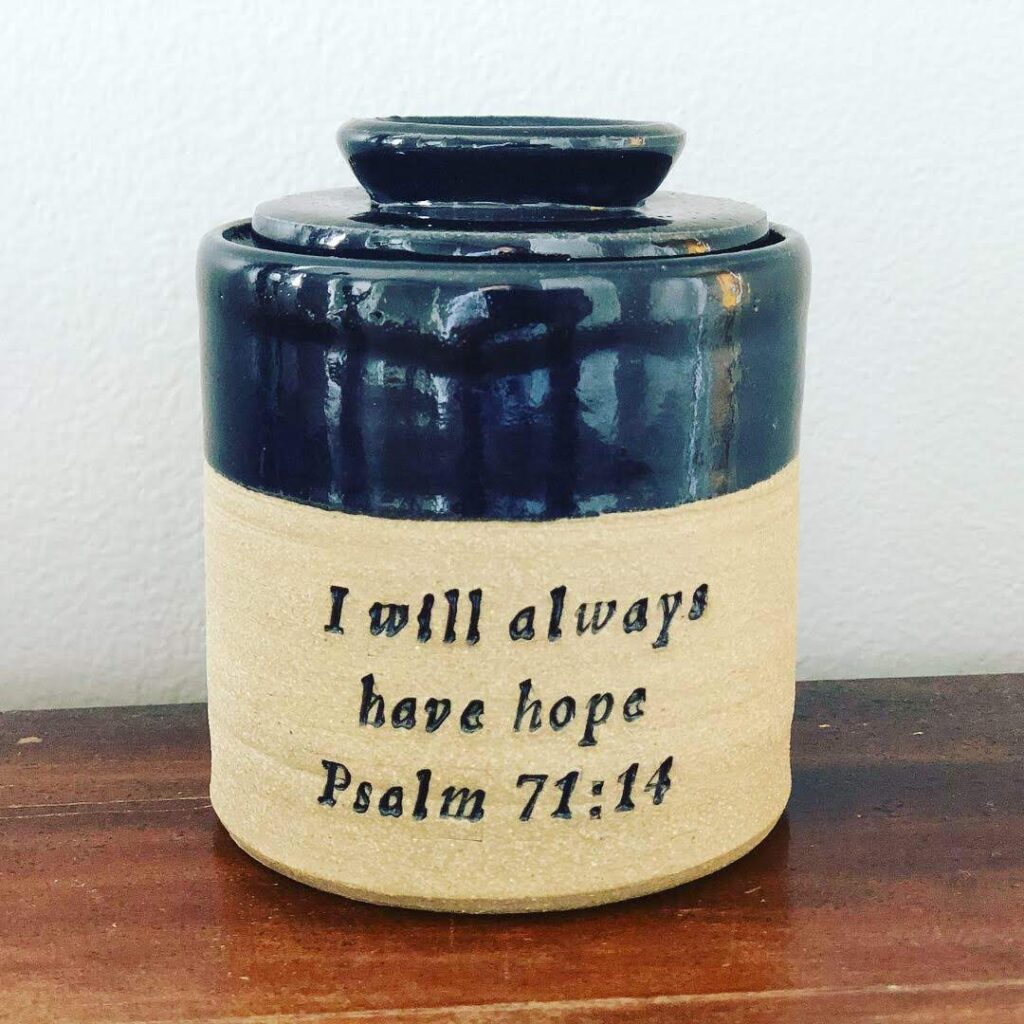 I will always
have hope
Psalm 71:14